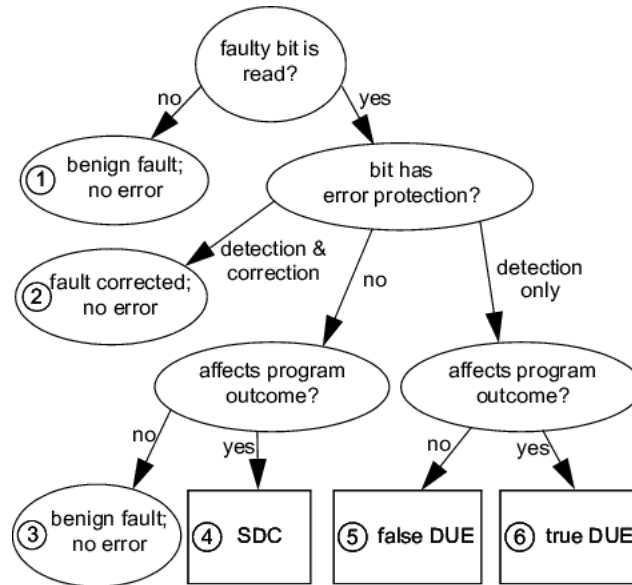 faulty bit is
read?
no
yes
1 benign fault;
no error
bit has
error protection?
detection &
correction
no
detection
only
2 fault corrected;
no error
affects program
outcome?
affects program
outcome?
no
yes
no
yes
3 benign fault;
no error
4 SDC
5 false DUE
6 true DUE